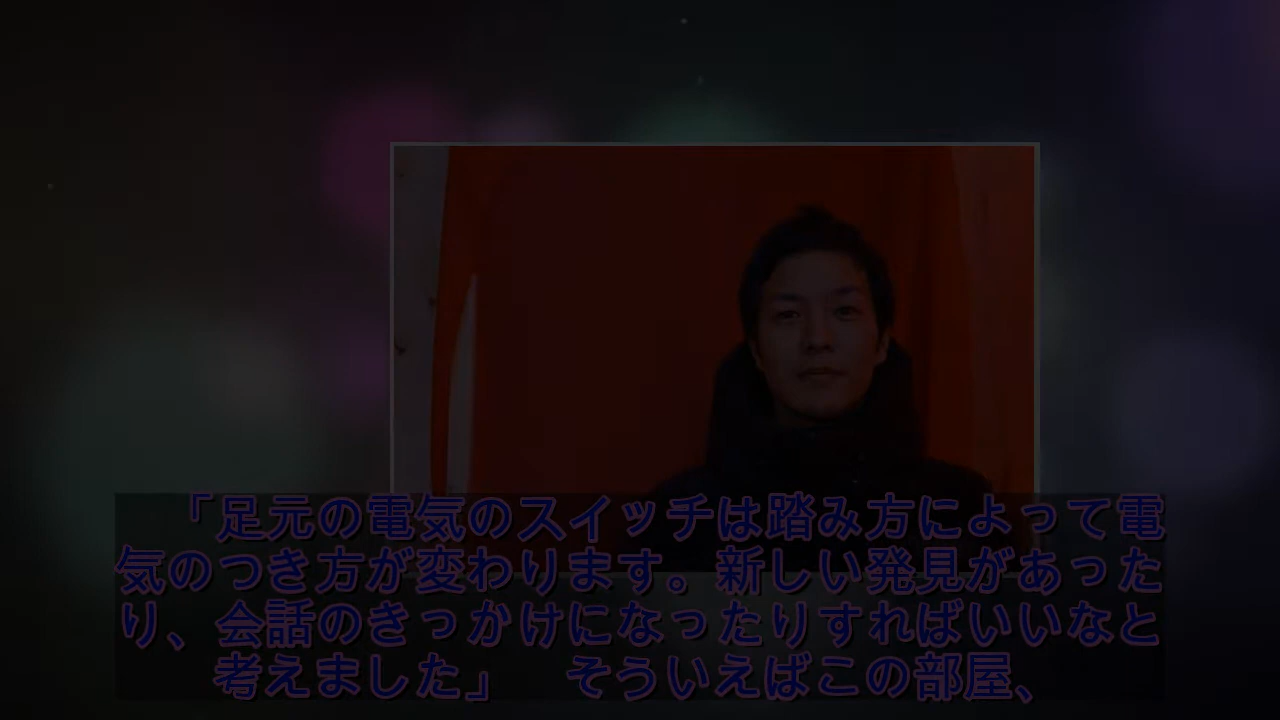 「足元の電気のスイッチは踏み方によって電
気のつき方が変わります。新しい発見があった
り、会話のきっかけになったりすればいいなと
考えました」　そういえばこの部屋、